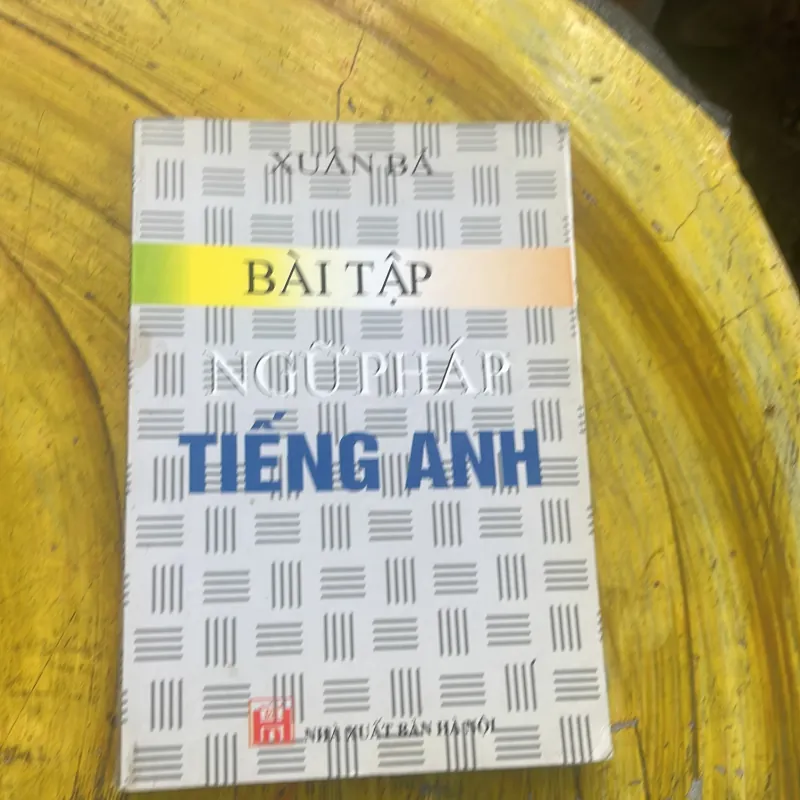 XUÂN BÁ
BÀI TẬP
NGỮ PHÁP
TIẾNG ANH
NHÀ XUẤT BẢN HÀ NỘI